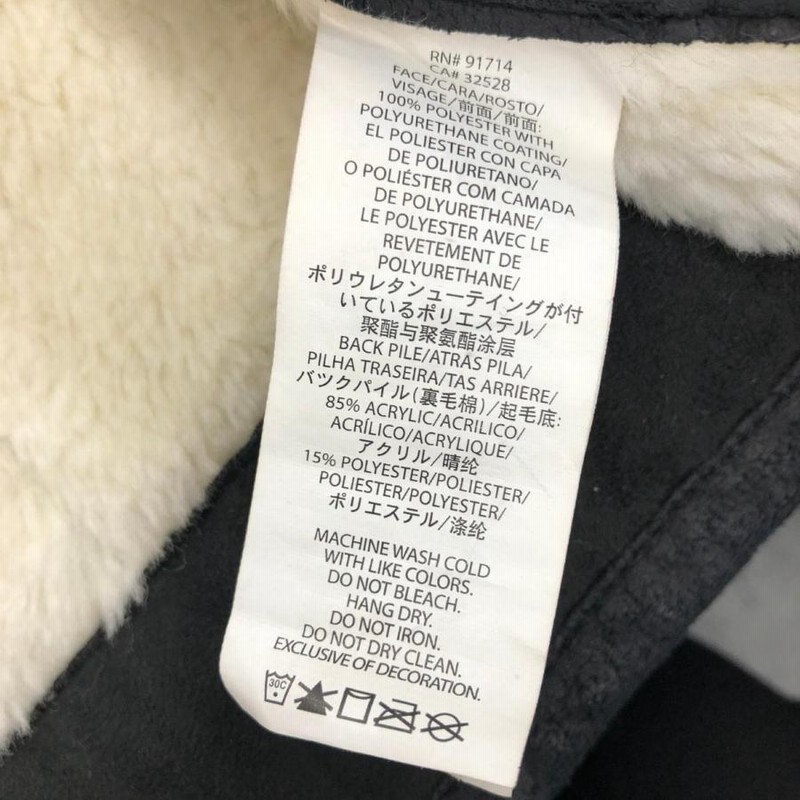 RN# 91714
CA# 32528
FACE/CARA/ROSTO/
VISAGE/前面/前面:
100% POLYESTER WITH
POLYURETHANE COATING/
EL POLIESTER CON CAPA
DE POLIURETANO/
O POLIÉSTER COM CAMADA
DE POLYURETHANE/
LE POLYESTER AVEC LE
REVETEMENT DE
POLYURETHANE/
ポリウレタンューテイングが付
いているポリエステル/
聚酯与聚氨酯涂层
BACK PILE/ATRAS PILA/
PILHA TRASEIRA/TAS ARRIERE/
バツクパイル(裏毛棉)/起毛底:
85% ACRYLIC/ACRILICO/
ACRÍLICO/ACRYLIQUE/
アクリル/晴纶
15% POLYESTER/POLIESTER/
POLIESTER/POLYESTER/
ポリエステル/涤纶
MACHINE WASH COLD
WITH LIKE COLORS.
DO NOT BLEACH.
HANG DRY.
DO NOT IRON.
DO NOT DRY CLEAN.
EXCLUSIVE OF DECORATION.
30C